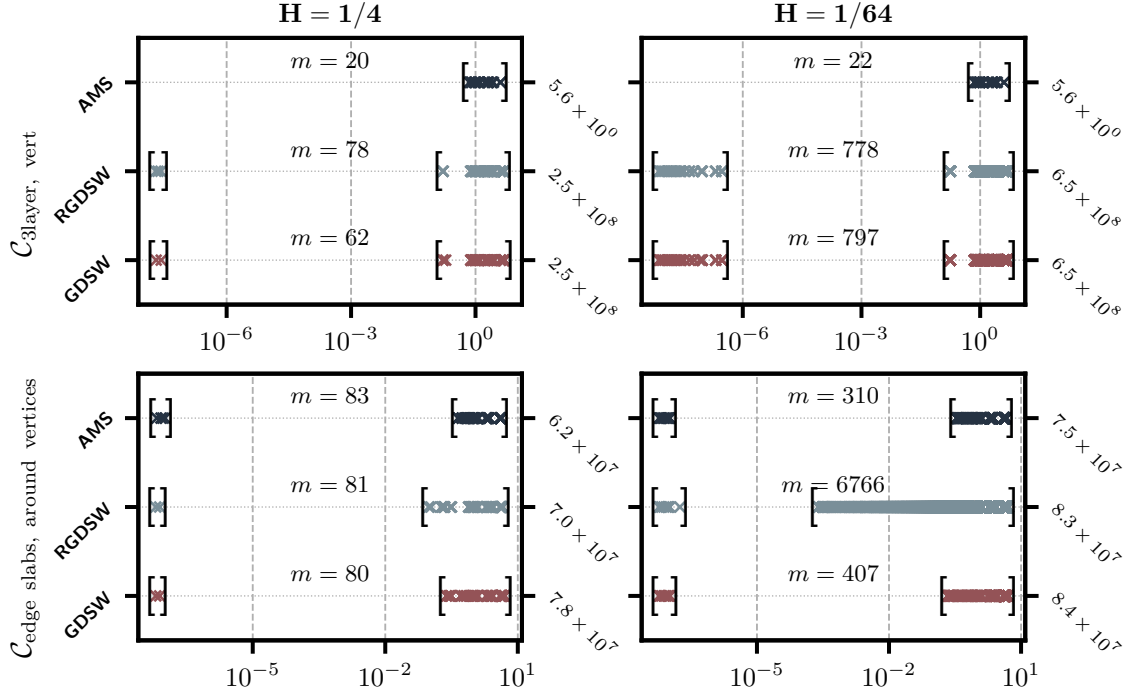 H = 1/4
H = 1/64
C3layer, vert
AMS
RGDSW
GDSW
m = 20
m = 78
m = 62
5.6 × 10^0
2.5 × 10^8
2.5 × 10^8
10^−6
10^−3
10^0
m = 22
m = 778
m = 797
5.6 × 10^0
6.5 × 10^8
6.5 × 10^8
10^−6
10^−3
10^0
Cedge slabs, around vertices
AMS
RGDSW
GDSW
m = 83
m = 81
m = 80
6.2 × 10^7
7.0 × 10^7
7.8 × 10^7
10^−5
10^−2
10^1
m = 310
m = 6766
m = 407
7.5 × 10^7
8.3 × 10^7
8.4 × 10^7
10^−5
10^−2
10^1